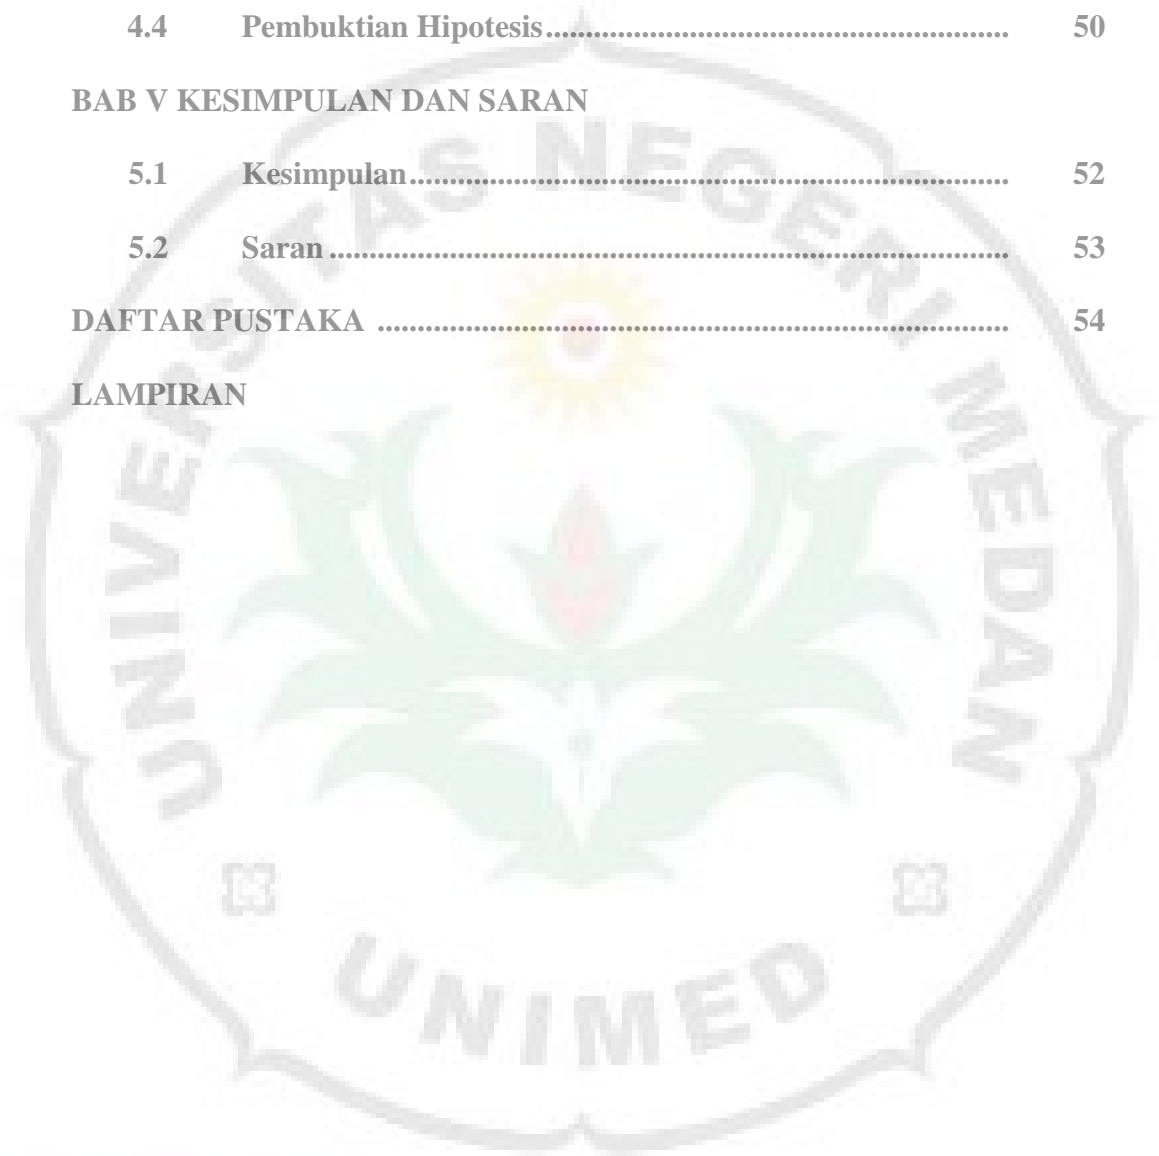 4.4 Pembuktian Hipotesis.......................................................... 50
BAB V KESIMPULAN DAN SARAN
5.1 Kesimpulan........................................................................... 52
5.2 Saran ..................................................................................... 53
DAFTAR PUSTAKA ............................................................................... 54
LAMPIRAN
UNIVERSITAS NEGERI MEDAN
UNIMED